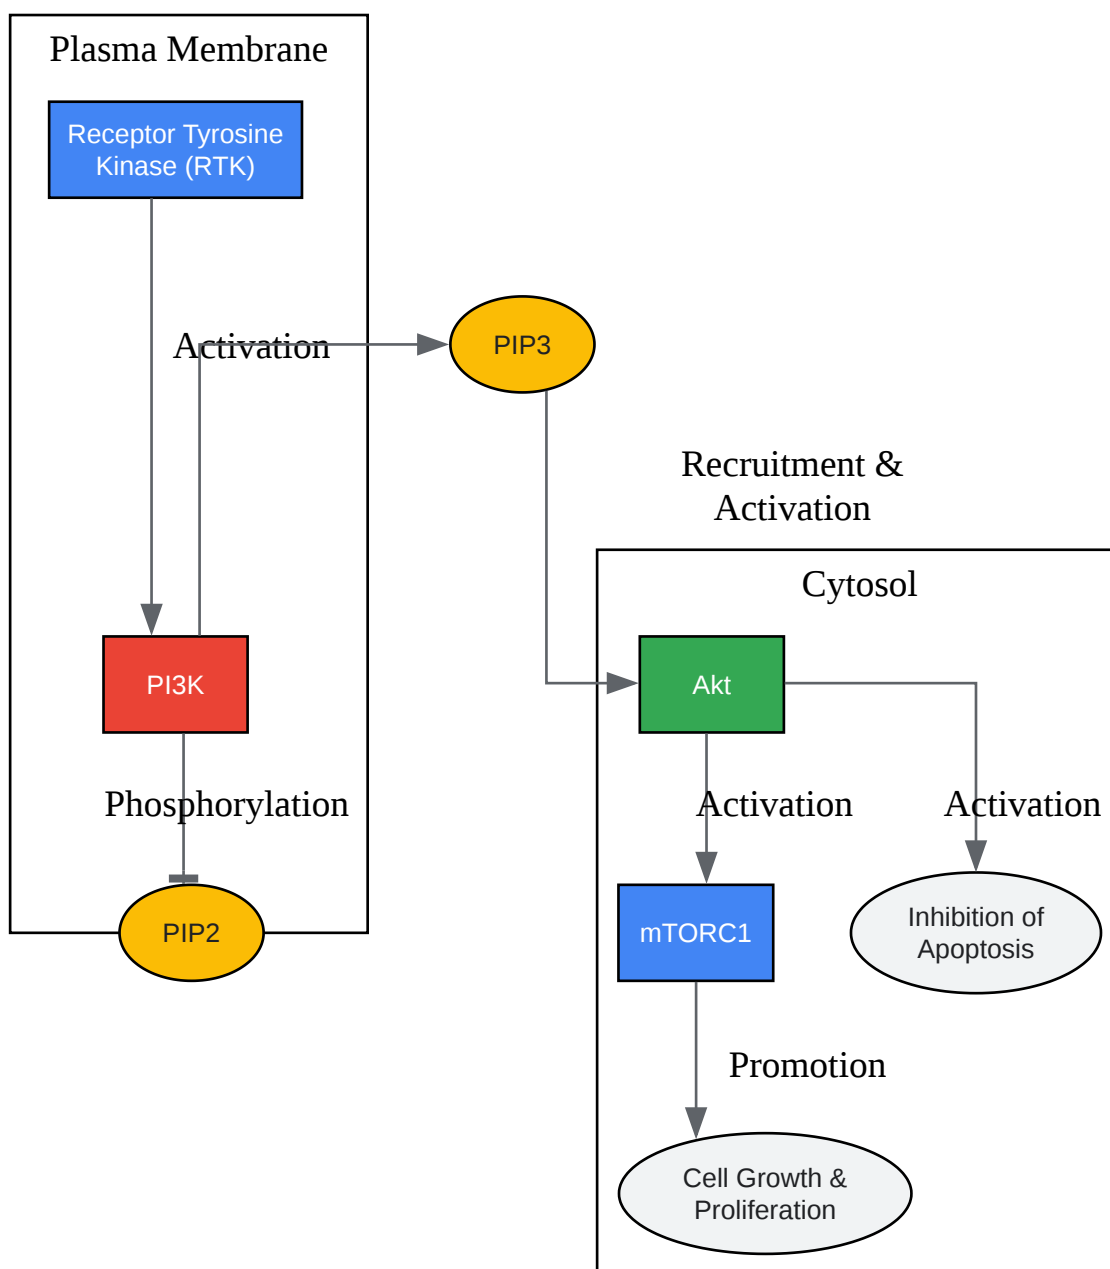 Plasma Membrane
Receptor Tyrosine
Kinase (RTK)
Activation
PIP3
Recruitment &
Activation
Cytosol
PI3K
Akt
Phosphorylation
Activation
Activation
PIP2
mTORC1
Inhibition of
Apoptosis
Promotion
Cell Growth &
Proliferation